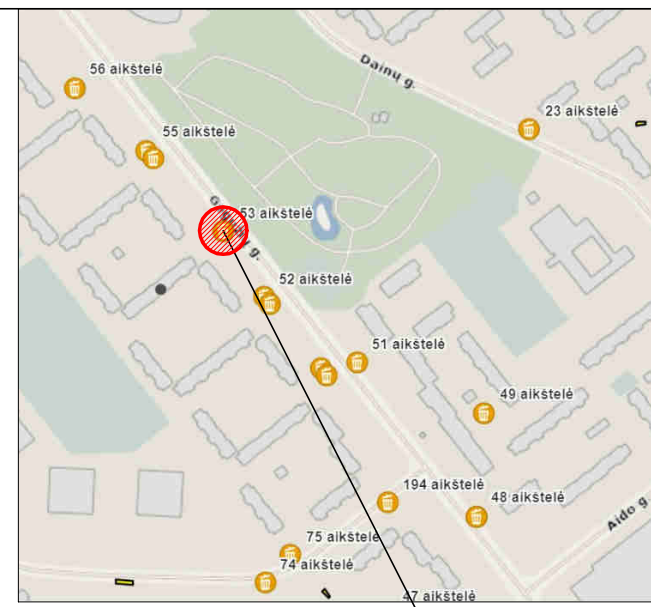 56 aikštelė
Dainų g.
23 aikštelė
55 aikštelė
53 aikštelė
g.
52 aikštelė
51 aikštelė
49 aikštelė
194 aikštelė
48 aikštelė
Aido g.
75 aikštelė
74 aikštelė
47 aikštelė